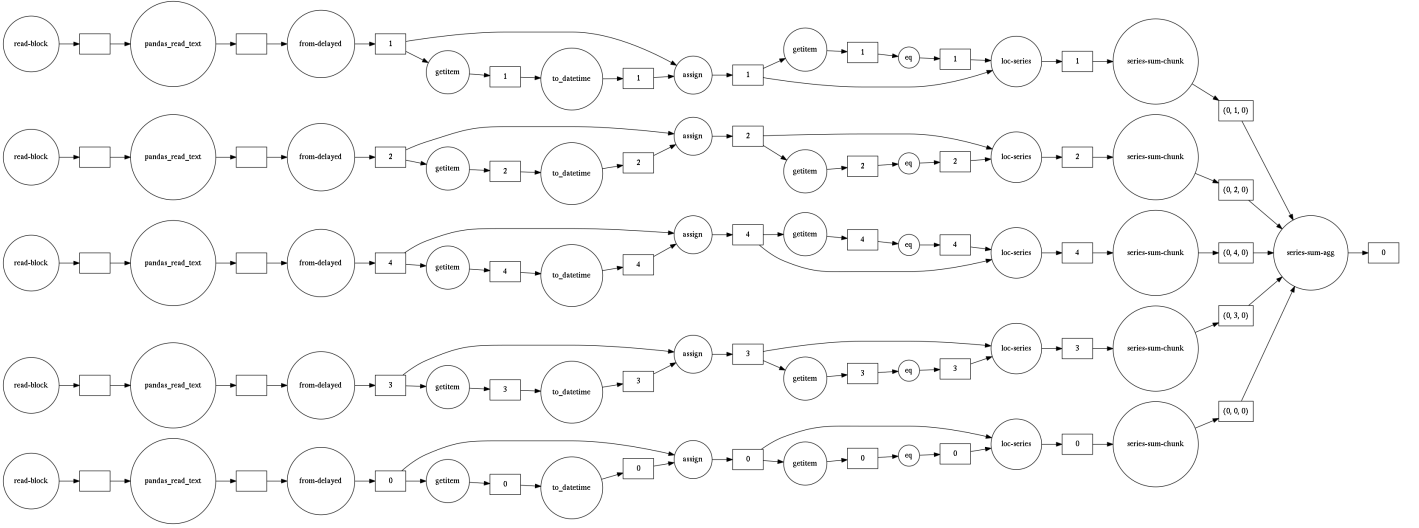 read-block pandas_read_text from-delayed 1 getitem 1 to_datetime 1 assign 1 getitem 1 eq 1 loc-series 1 series-sum-chunk (0, 1, 0)
read-block pandas_read_text from-delayed 2 getitem 2 to_datetime 2 assign 2 getitem 2 eq 2 loc-series 2 series-sum-chunk (0, 2, 0)
read-block pandas_read_text from-delayed 4 getitem 4 to_datetime 4 assign 4 getitem 4 eq 4 loc-series 4 series-sum-chunk (0, 4, 0) series-sum-agg 0
read-block pandas_read_text from-delayed 3 getitem 3 to_datetime 3 assign 3 getitem 3 eq 3 loc-series 3 series-sum-chunk (0, 3, 0)
read-block pandas_read_text from-delayed 0 getitem 0 to_datetime 0 assign 0 getitem 0 eq 0 loc-series 0 series-sum-chunk (0, 0, 0)